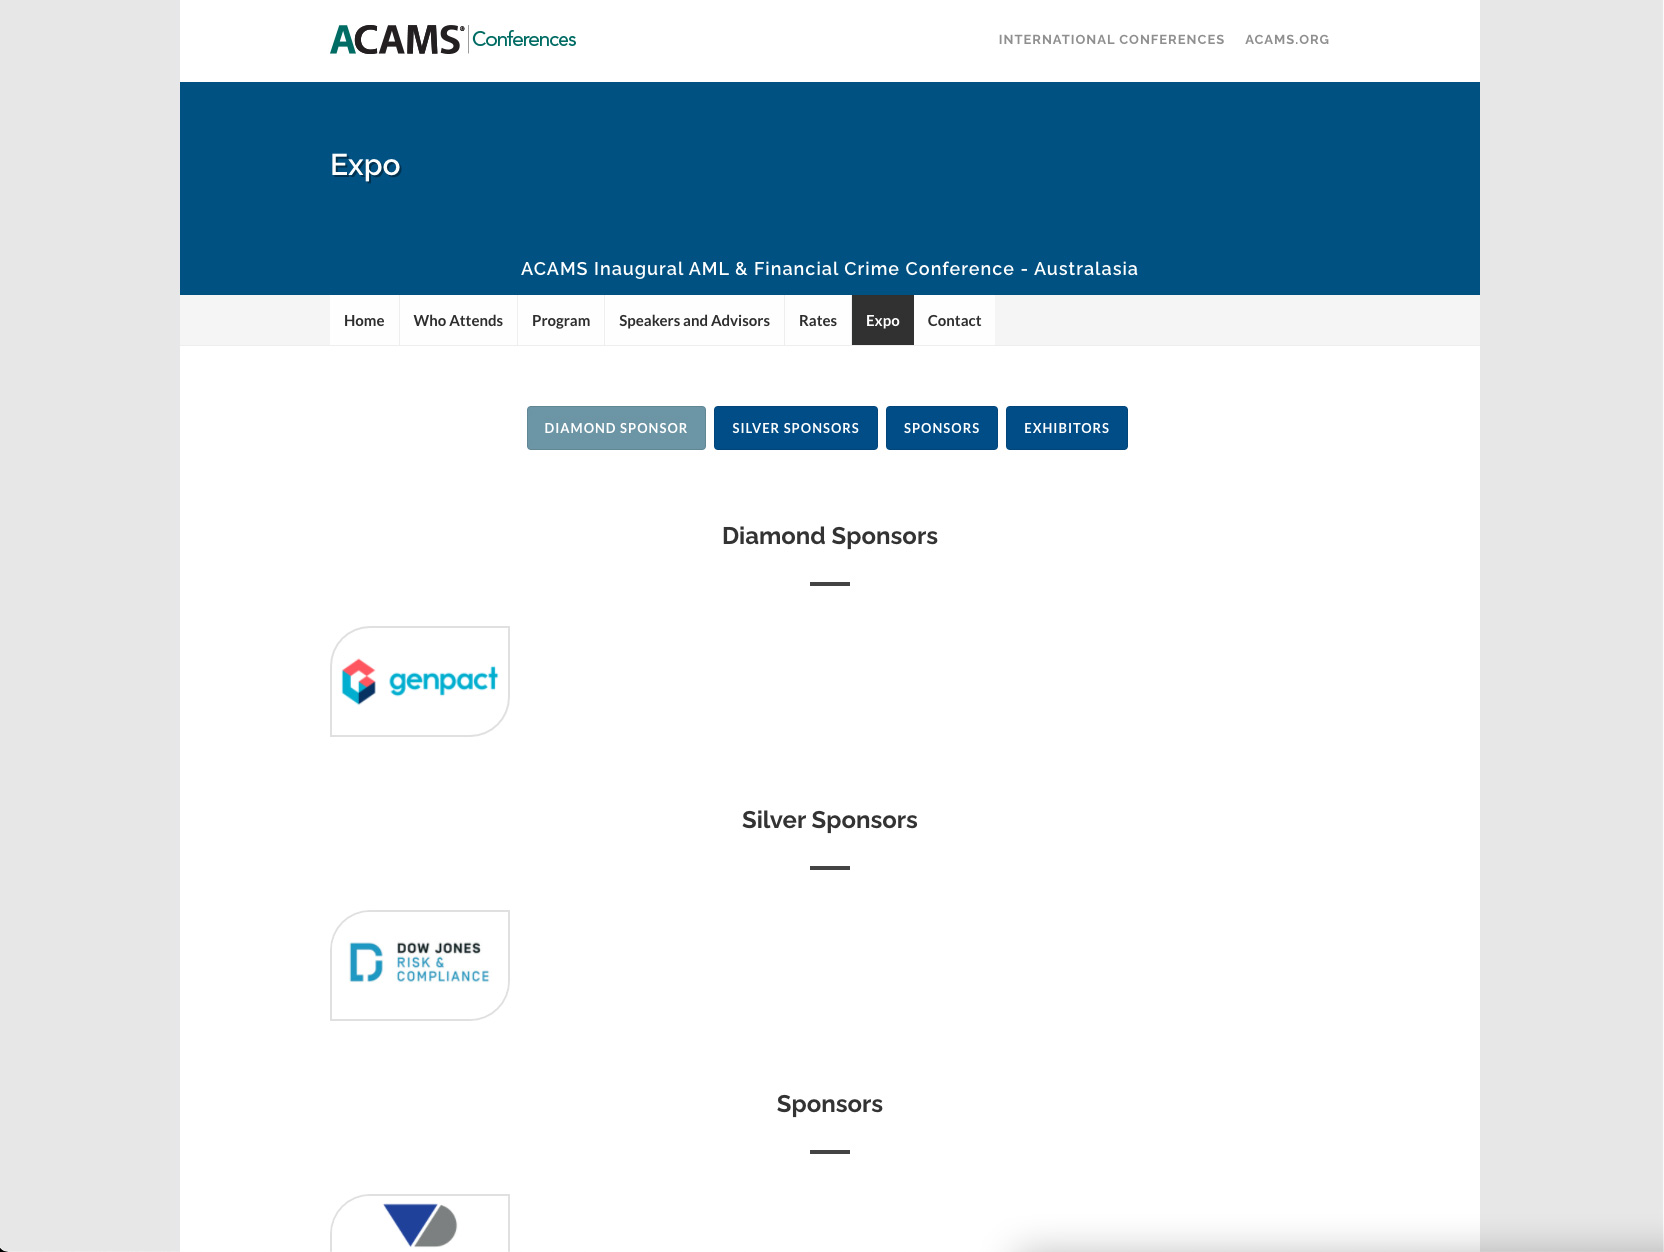 ACAMS® Conferences
INTERNATIONAL CONFERENCES ACAMS.ORG
Expo
ACAMS Inaugural AML & Financial Crime Conference - Australasia
Home Who Attends Program Speakers and Advisors Rates Expo Contact
DIAMOND SPONSOR SILVER SPONSORS SPONSORS EXHIBITORS
Diamond Sponsors
genpact
Silver Sponsors
DOW JONES
RISK &
COMPLIANCE
Sponsors